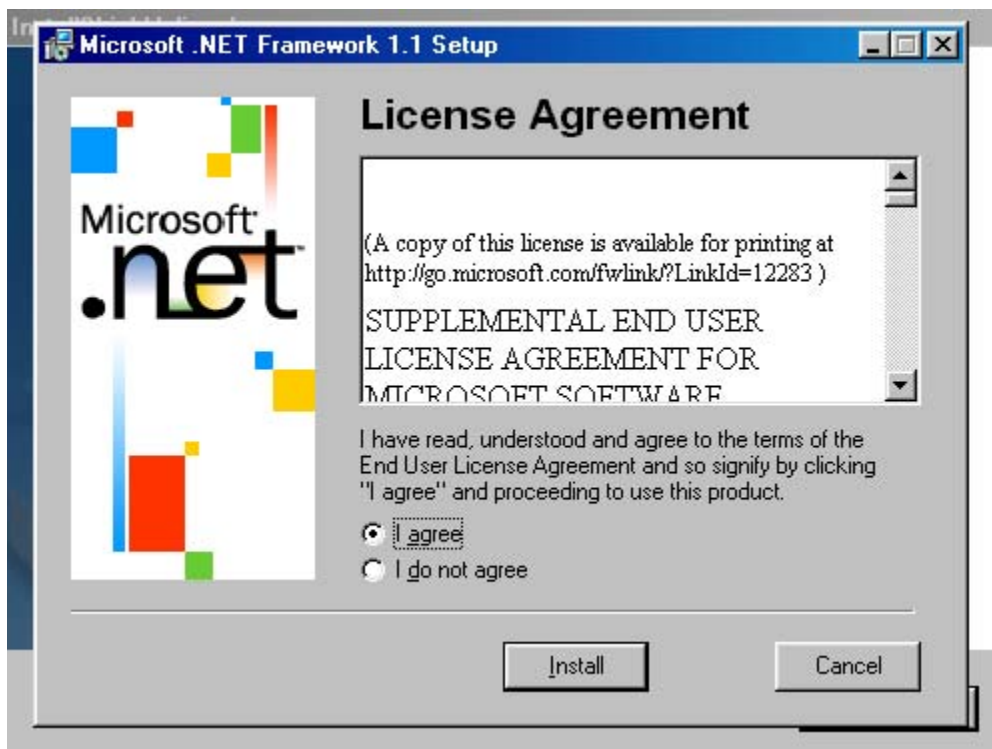 Microsoft .NET Framework 1.1 Setup
License Agreement
Microsoft
.net
(A copy of this license is available for printing at
http://go.microsoft.com/fwlink/?LinkId=12283 )
SUPPLEMENTAL END USER
LICENSE AGREEMENT FOR
MICROSOFT SOFTWARE
I have read, understood and agree to the terms of the
End User License Agreement and so signify by clicking
"I agree" and proceeding to use this product.
I agree
I do not agree
Install
Cancel